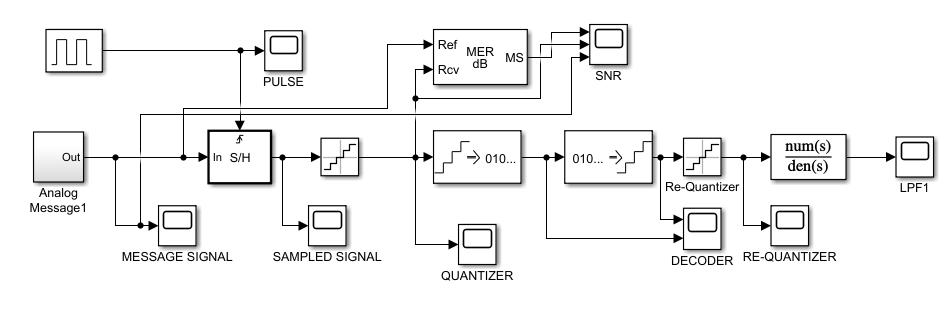 Ref
Rcv
MER
dB
MS
SNR
PULSE
Out
Analog
Message1
In
S/H
010...
010...
Re-Quantizer
num(s)
den(s)
LPF1
MESSAGE SIGNAL
SAMPLED SIGNAL
QUANTIZER
DECODER
RE-QUANTIZER